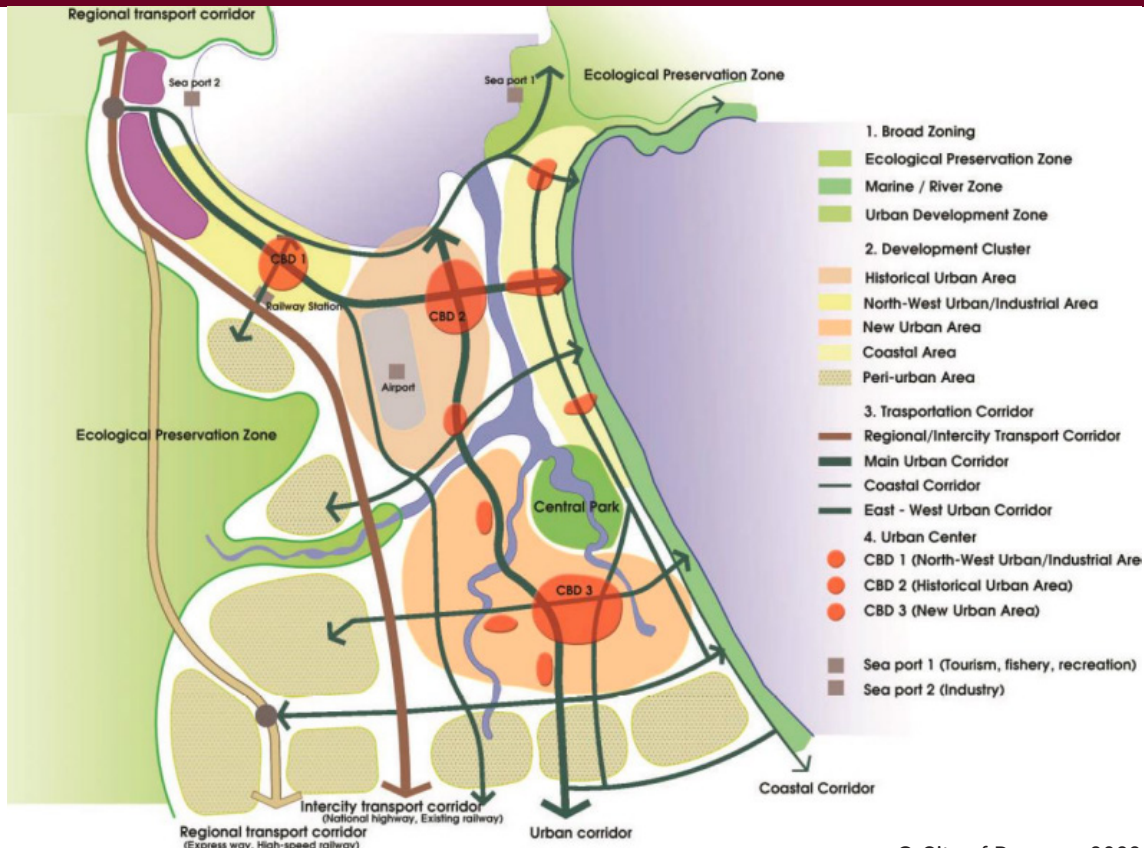 Regional transport corridor
Sea port 2
Sea port 1
Ecological Preservation Zone
CBD 1
Railway Station
CBD 2
Airport
Ecological Preservation Zone
Central Park
CBD 3
Coastal Corridor
Intercity transport corridor
(National highway, Existing railway)
Regional transport corridor
(Express way, High-speed railway)
Urban corridor
1. Broad Zoning
Ecological Preservation Zone
Marine / River Zone
Urban Development Zone
2. Development Cluster
Historical Urban Area
North-West Urban/Industrial Area
New Urban Area
Coastal Area
Peri-urban Area
3. Trasportation Corridor
Regional/Intercity Transport Corridor
Main Urban Corridor
Coastal Corridor
East - West Urban Corridor
4. Urban Center
CBD 1 (North-West Urban/Industrial Are
CBD 2 (Historical Urban Area)
CBD 3 (New Urban Area)
Sea port 1 (Tourism, fishery, recreation)
Sea port 2 (Industry)